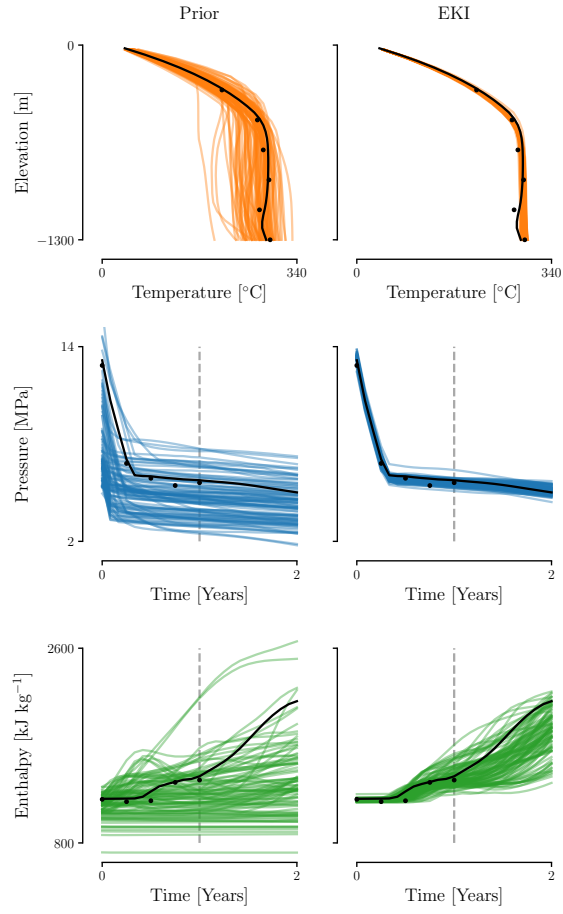 Prior
EKI
0
Elevation [m]
−1300
0
340
Temperature [°C]
0
340
Temperature [°C]
14
Pressure [MPa]
2
0
2
Time [Years]
0
2
Time [Years]
2600
Enthalpy [kJ kg⁻¹]
800
0
2
Time [Years]
0
2
Time [Years]